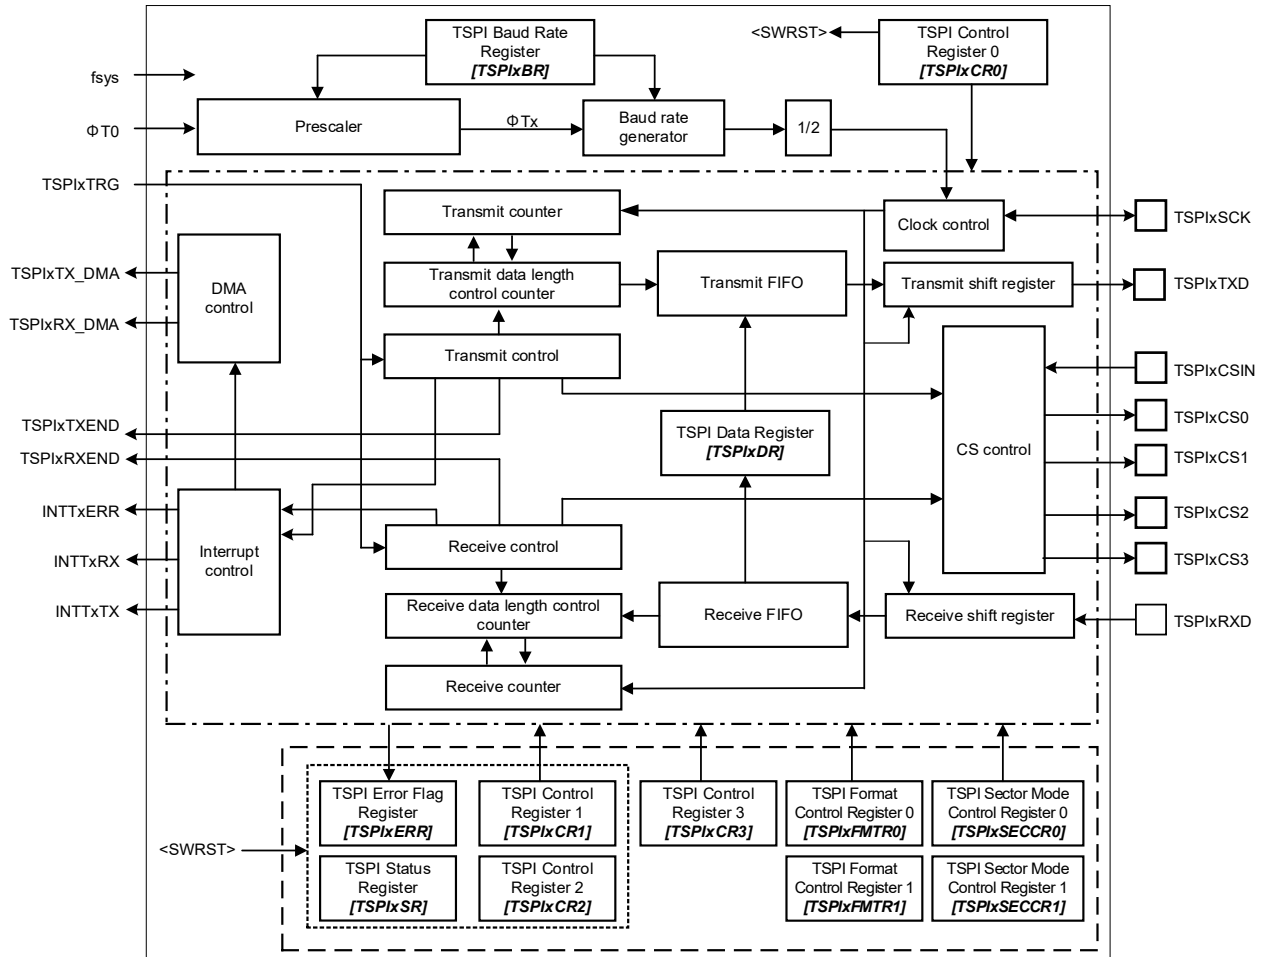 TSPI Baud Rate
Register
[TSPIxBR]
<SWRST>
TSPI Control
Register 0
[TSPIxCR0]
fsys
ΦT0
Prescaler
ΦTx
Baud rate
generator
1/2
TSPIxTRG
Transmit counter
Clock control
TSPIxSCK
TSPIxTX_DMA
DMA
control
Transmit data length
control counter
Transmit FIFO
Transmit shift register
TSPIxTXD
TSPIxRX_DMA
Transmit control
TSPIxCSIN
TSPIxTXEND
TSPI Data Register
[TSPIxDR]
CS control
TSPIxCS0
TSPIxRXEND
TSPIxCS1
INTTxERR
TSPIxCS2
Interrupt
control
Receive control
INTTxRX
TSPIxCS3
INTTxTX
Receive data length control
counter
Receive FIFO
Receive shift register
TSPIxRXD
Receive counter
TSPI Error Flag
Register
[TSPIxERR]
TSPI Control
Register 1
[TSPIxCR1]
TSPI Control
Register 3
[TSPIxCR3]
TSPI Format
Control Register 0
[TSPIxFMTR0]
TSPI Sector Mode
Control Register 0
[TSPIxSECCR0]
<SWRST>
TSPI Status
Register
[TSPIxSR]
TSPI Control
Register 2
[TSPIxCR2]
TSPI Format
Control Register 1
[TSPIxFMTR1]
TSPI Sector Mode
Control Register 1
[TSPIxSECCR1]